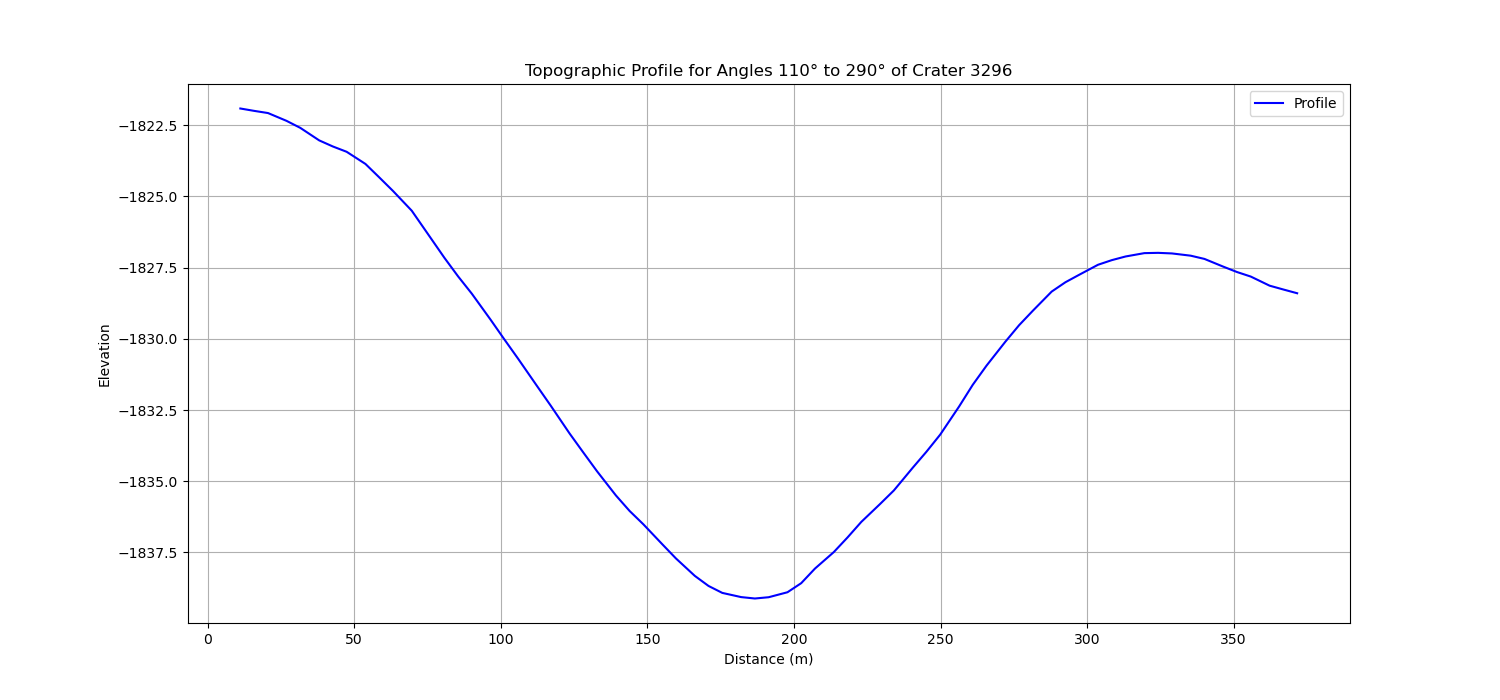 Topographic Profile for Angles 110° to 290° of Crater 3296
Profile
−1822.5
−1825.0
−1827.5
−1830.0
−1832.5
−1835.0
−1837.5
Elevation
0 50 100 150 200 250 300 350
Distance (m)